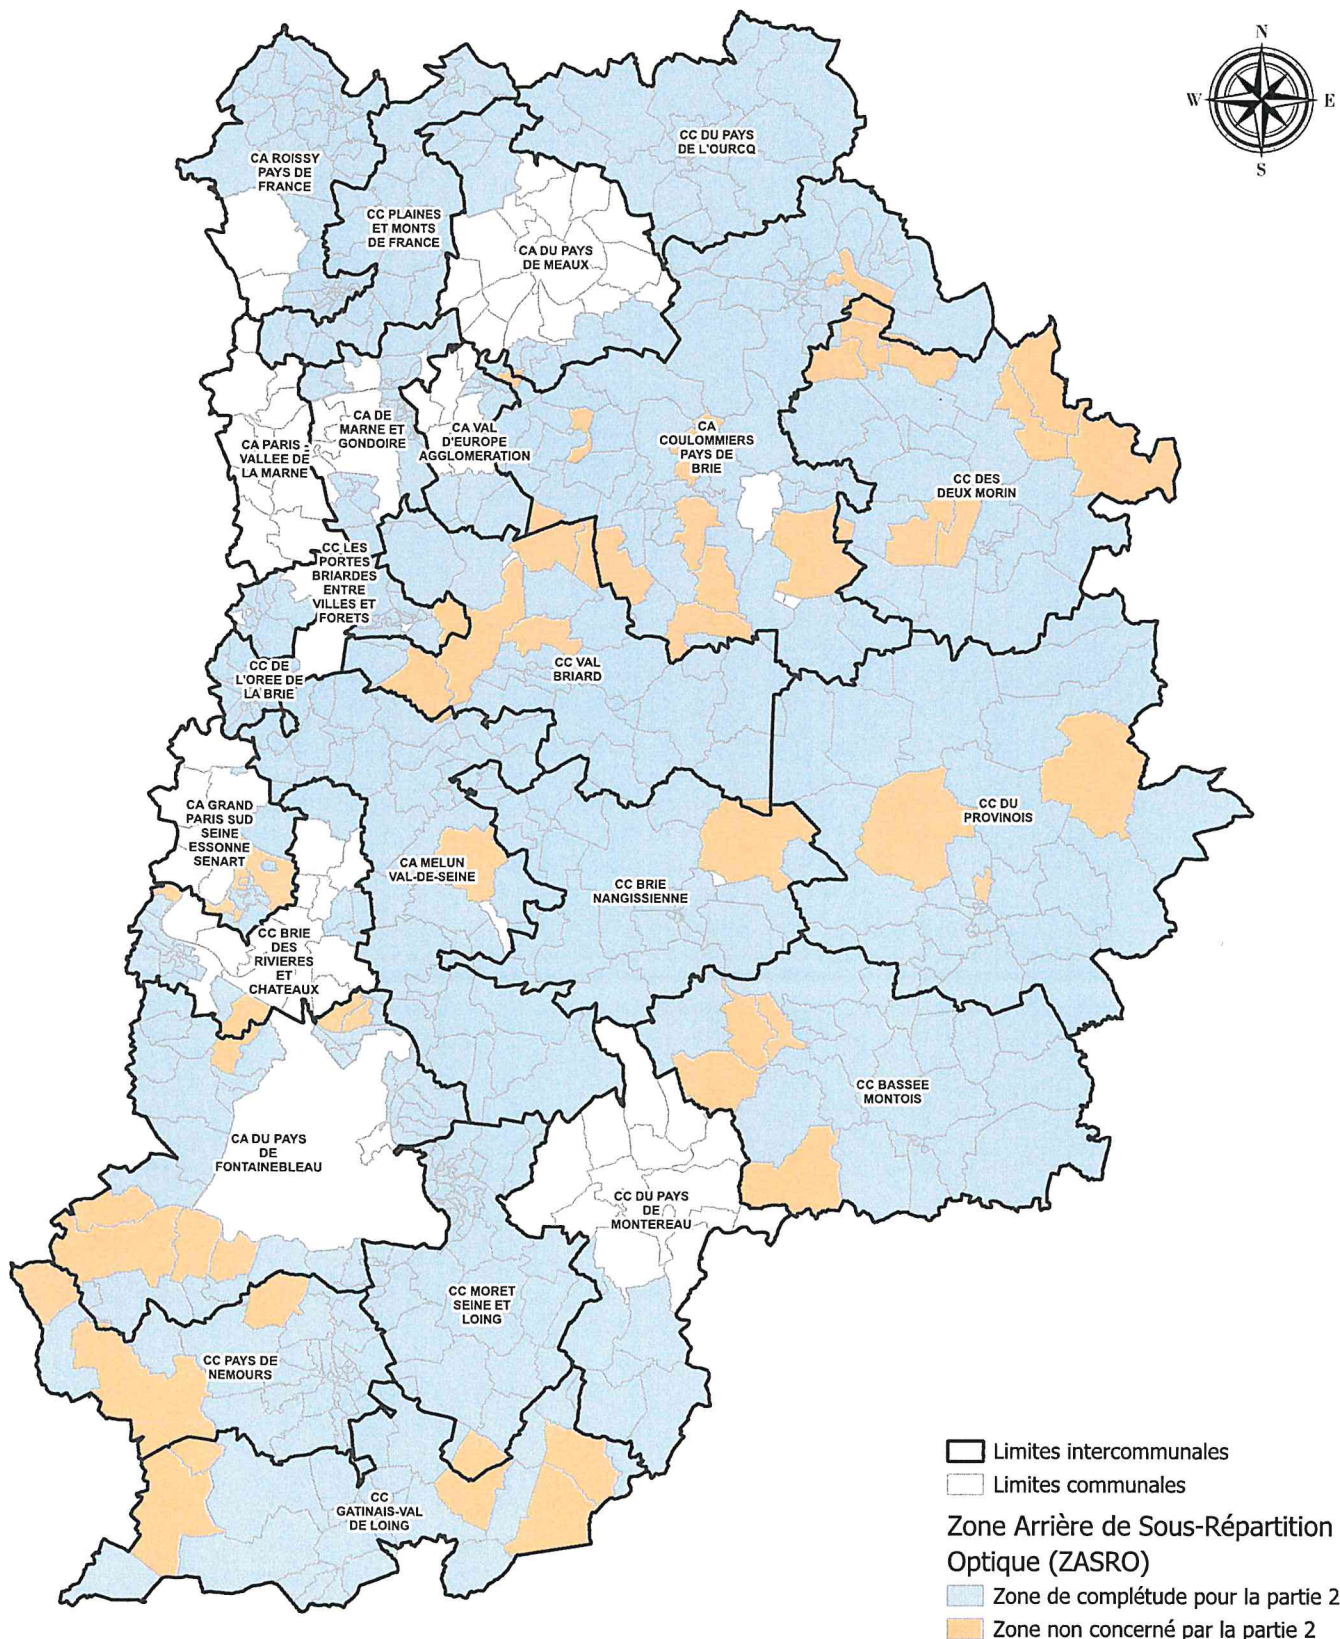 N
W
E
S
CC DU PAYS
DE L'OURCQ
CA ROISSY
PAYS DE
FRANCE
CC PLAINES
ET MONTS
DE FRANCE
CA DU PAYS
DE MEAUX
CA DE
MARNE ET
GONDOIRE
CA VAL
D'EUROPE
AGGLOMERATION
CA PARIS -
VALLEE DE
LA MARNE
CA
COULOMMIERS
PAYS DE
BRIE
CC DES
DEUX MORIN
CC LES
PORTES
BRIARDES
ENTRE
VILLES ET
FORETS
CC DE
L'OREE DE
LA BRIE
CC VAL
BRIARD
CA GRAND
PARIS SUD
SEINE
ESSONNE
SENART
CC DU
PROVINOIS
CA MELUN
VAL-DE-SEINE
CC BRIE
NANGISSIENNE
CC BRIE
DES
RIVIERES
ET
CHATEAUX
CC BASSEE
MONTOIS
CA DU PAYS
DE
FONTAINEBLEAU
CC DU PAYS
DE
MONTEREAU
CC MORET
SEINE ET
LOING
CC PAYS DE
NEMOURS
CC
GATINAIS-VAL
DE LOING
Limites intercommunales
Limites communales
Zone Arrière de Sous-Répartition
Optique (ZASRO)
Zone de complétude pour la partie 2
Zone non concerné par la partie 2